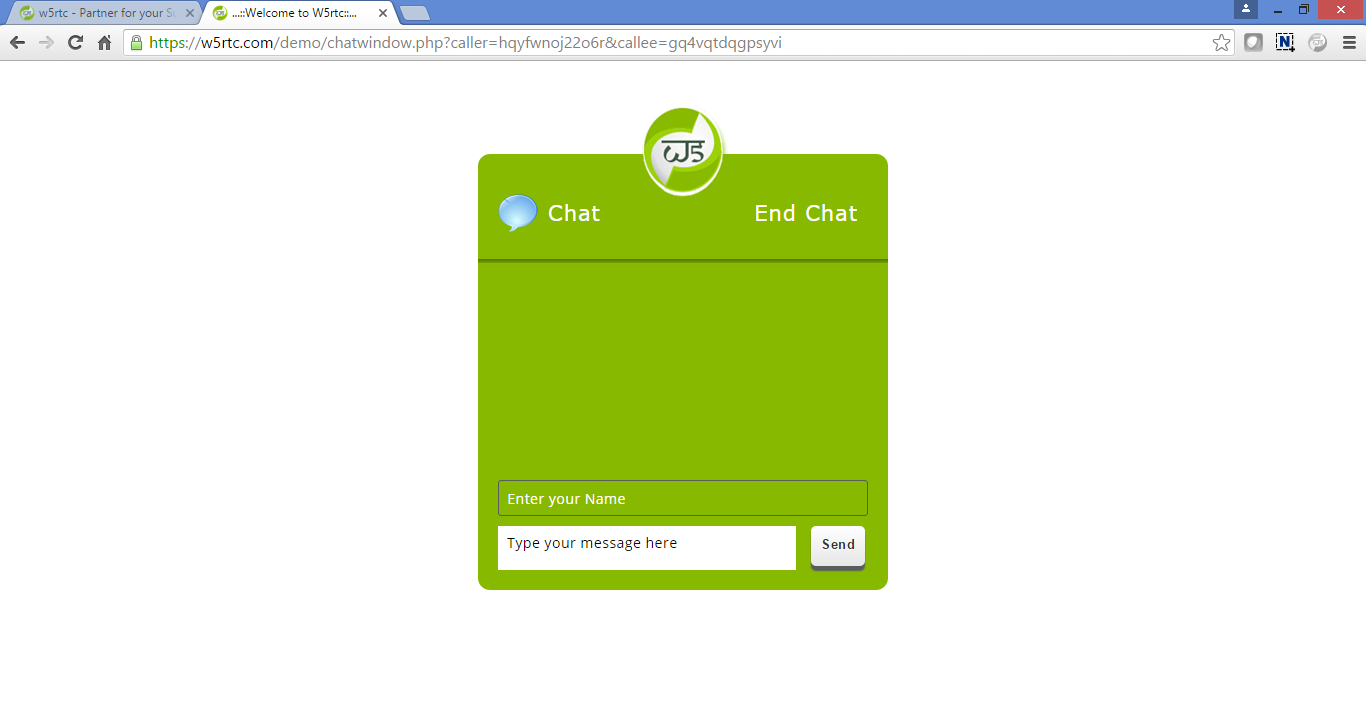 w5rtc - Partner for your Su
...::Welcome to W5rtc::...
https://w5rtc.com/demo/chatwindow.php?caller=hqyfwnoj22o6r&callee=gq4vqtdqgpsyvi
Chat
End Chat
Enter your Name
Type your message here
Send